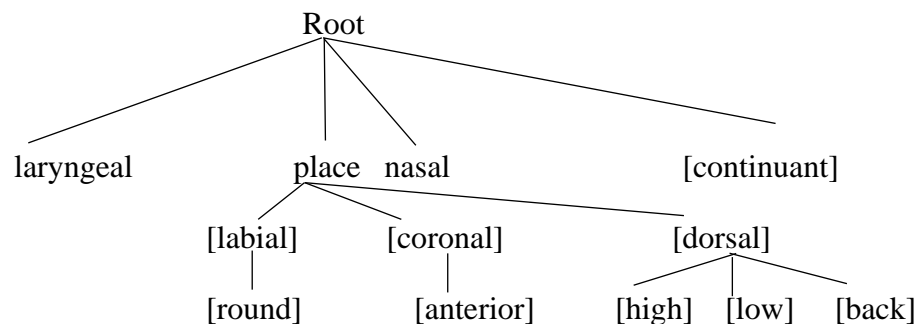 Root
laryngeal place nasal [continuant]
[labial] [coronal] [dorsal]
[round] [anterior] [high] [low] [back]